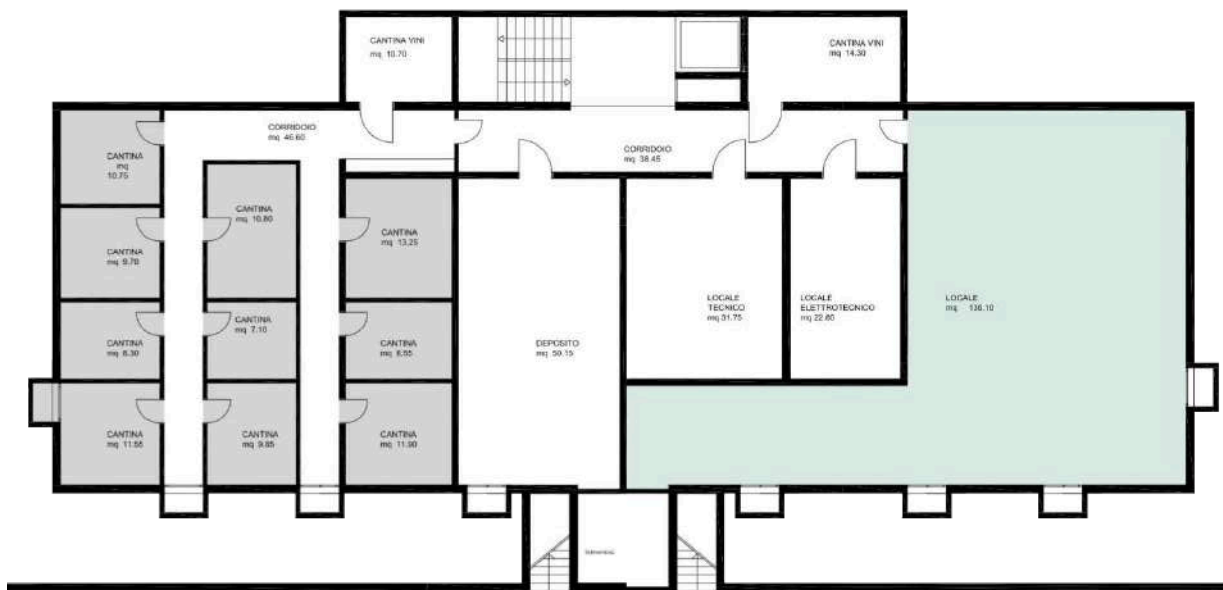 CANTINA VINI
mq 10.70
CANTINA VINI
mq 14.30
CORRIDOIO
mq 46.60
CORRIDOIO
mq 38.45
CANTINA
mq
10.75
CANTINA
mq 10.80
CANTINA
mq 13.25
CANTINA
mq 9.70
LOCALE
TECNICO
mq 31.75
LOCALE
ELETTROTECNICO
mq 22.80
LOCALE
mq 136.10
CANTINA
mq 7.10
CANTINA
mq 8.30
CANTINA
mq 8.55
DEPOSITO
mq 50.15
CANTINA
mq 11.55
CANTINA
mq 9.85
CANTINA
mq 11.90